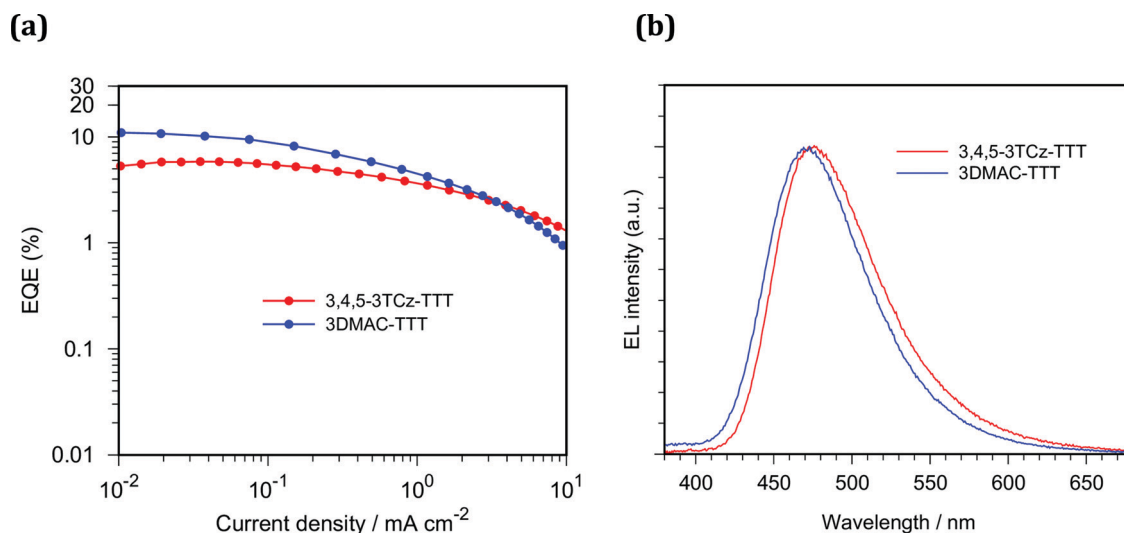 (a)
30
20
10
1
0.1
0.01
EQE (%)
3,4,5-3TCz-TTT
3DMAC-TTT
10-2
10-1
100
101
Current density / mA cm-2
(b)
EL intensity (a.u.)
3,4,5-3TCz-TTT
3DMAC-TTT
400 450 500 550 600 650
Wavelength / nm